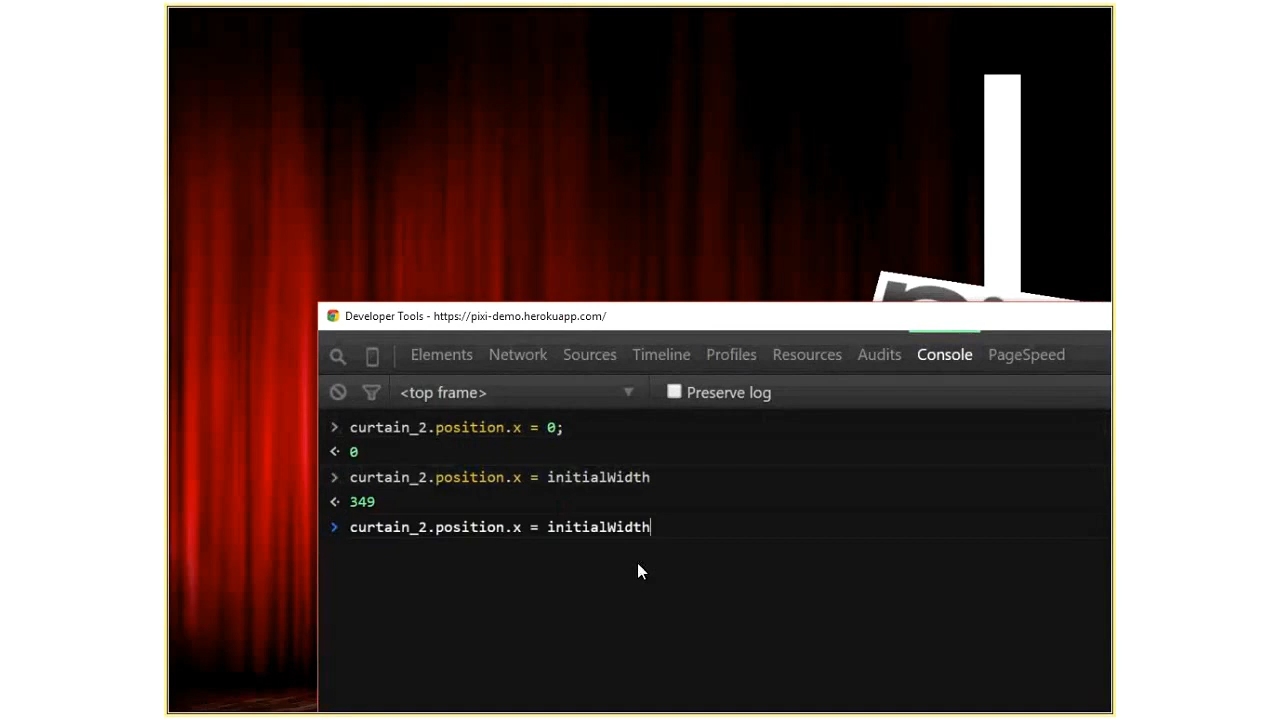 Developer Tools - https://pixi-demo.herokuapp.com/
Elements Network Sources Timeline Profiles Resources Audits Console PageSpeed
<top frame> Preserve log
> curtain_2.position.x = 0;
0
> curtain_2.position.x = initialWidth
349
> curtain_2.position.x = initialWidth